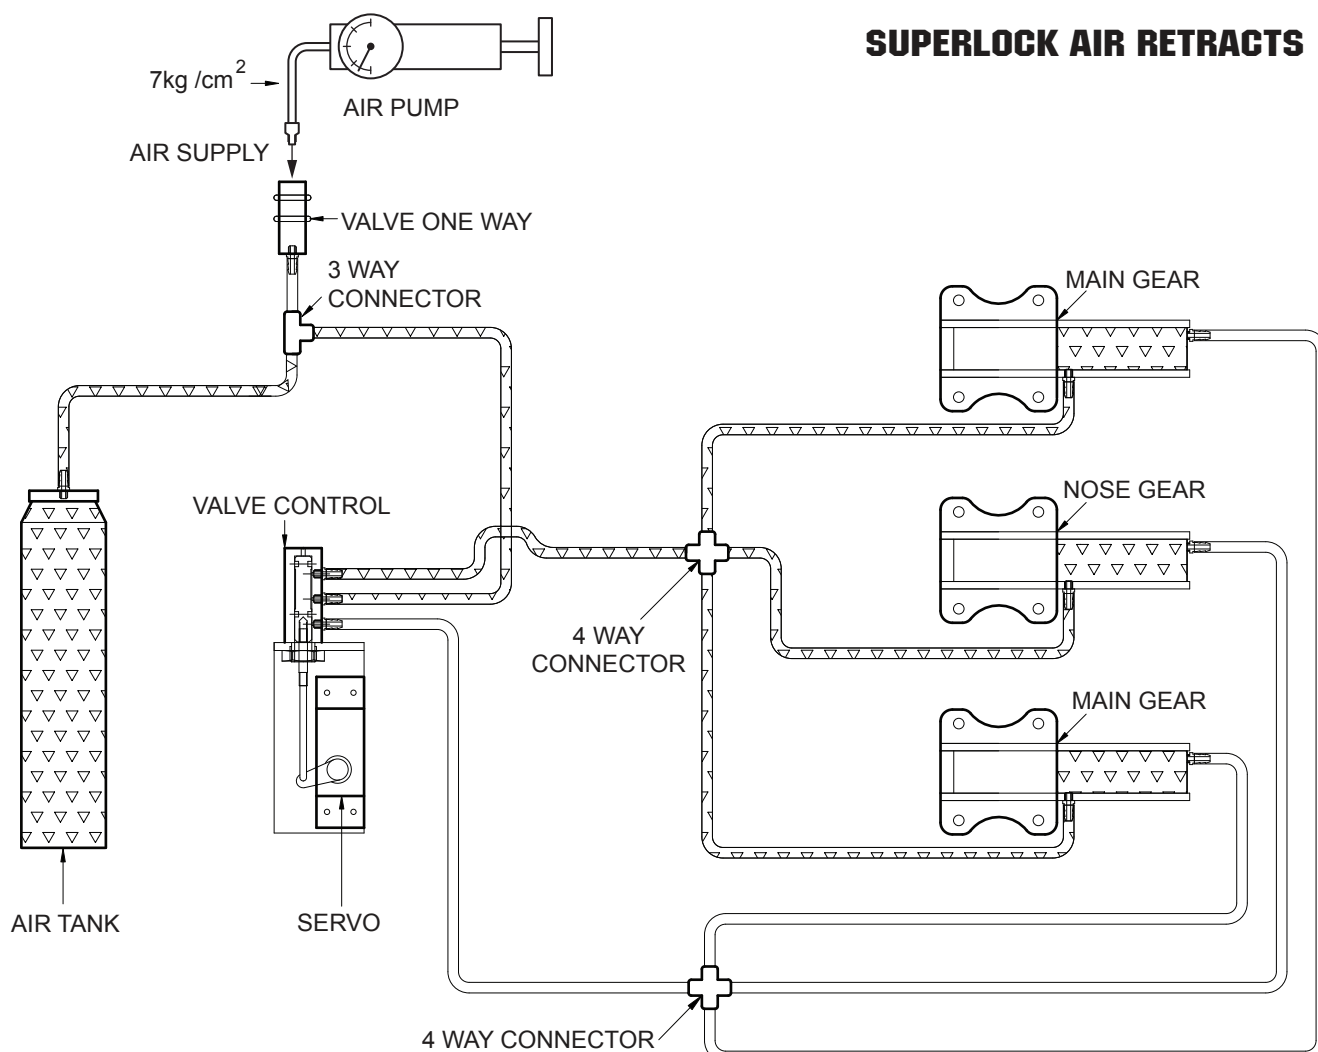 SUPERLOCK AIR RETRACTS
7kg /cm2
AIR PUMP
AIR SUPPLY
VALVE ONE WAY
3 WAY
CONNECTOR
MAIN GEAR
NOSE GEAR
VALVE CONTROL
4 WAY
CONNECTOR
MAIN GEAR
AIR TANK
SERVO
4 WAY CONNECTOR